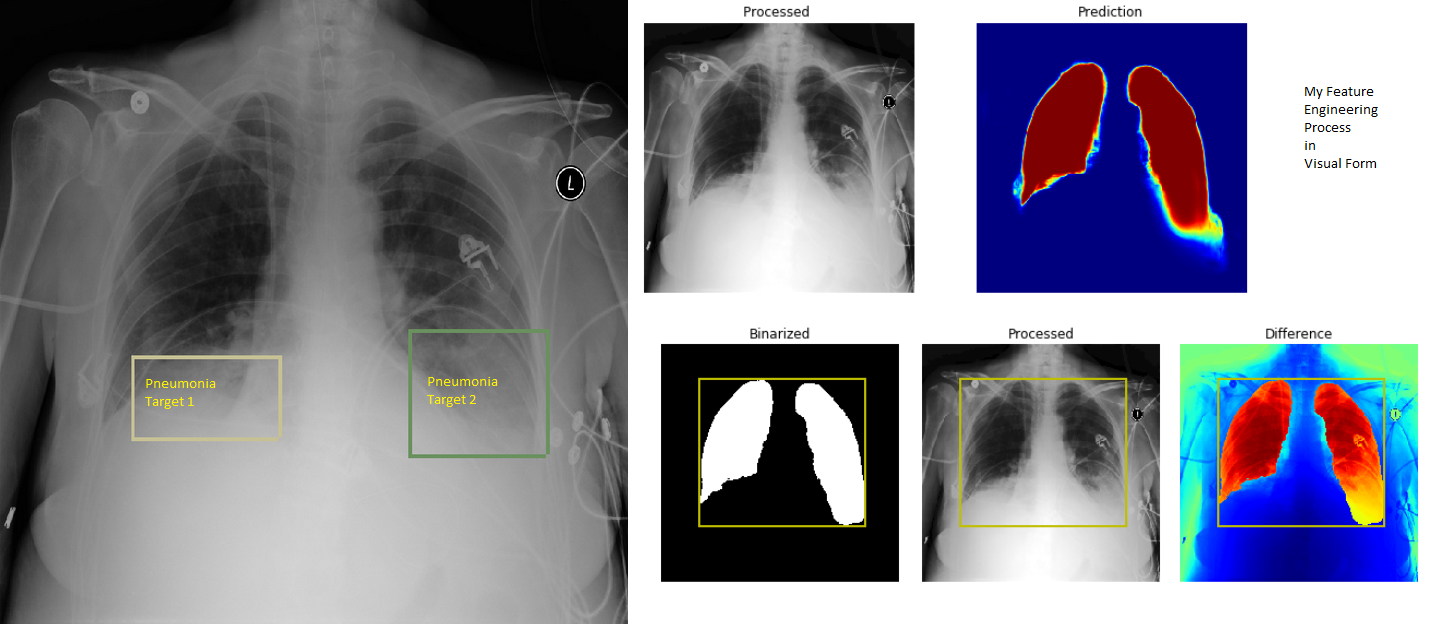 L
Pneumonia
Target 1
Pneumonia
Target 2
Processed
Prediction
My Feature
Engineering
Process
in
Visual Form
Binarized
Processed
Difference